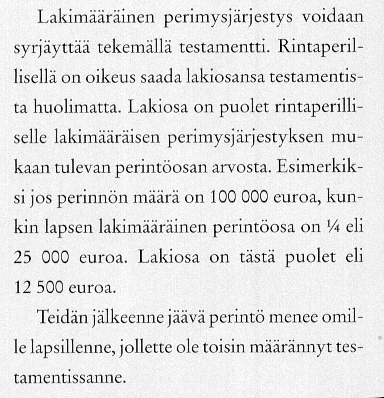 Lakimääräinen perimysjärjestys voidaan
syrjäyttää tekemällä testamentti. Rintaperil-
lisellä on oikeus saada lakiosansa testamentis-
ta huolimatta. Lakiosa on puolet rintaperilli-
selle lakimääräisen perimysjärjestyksen mu-
kaan tulevan perintöosan arvosta. Esimerkik-
si jos perinnön määrä on 100 000 euroa, kun-
kin lapsen lakimääräinen perintöosa on ¼ eli
25 000 euroa. Lakiosa on tästä puolet eli
12 500 euroa.
Teidän jälkeenne jäävä perintö menee omil-
le lapsillenne, jollette ole toisin määrännyt tes-
tamentissanne.